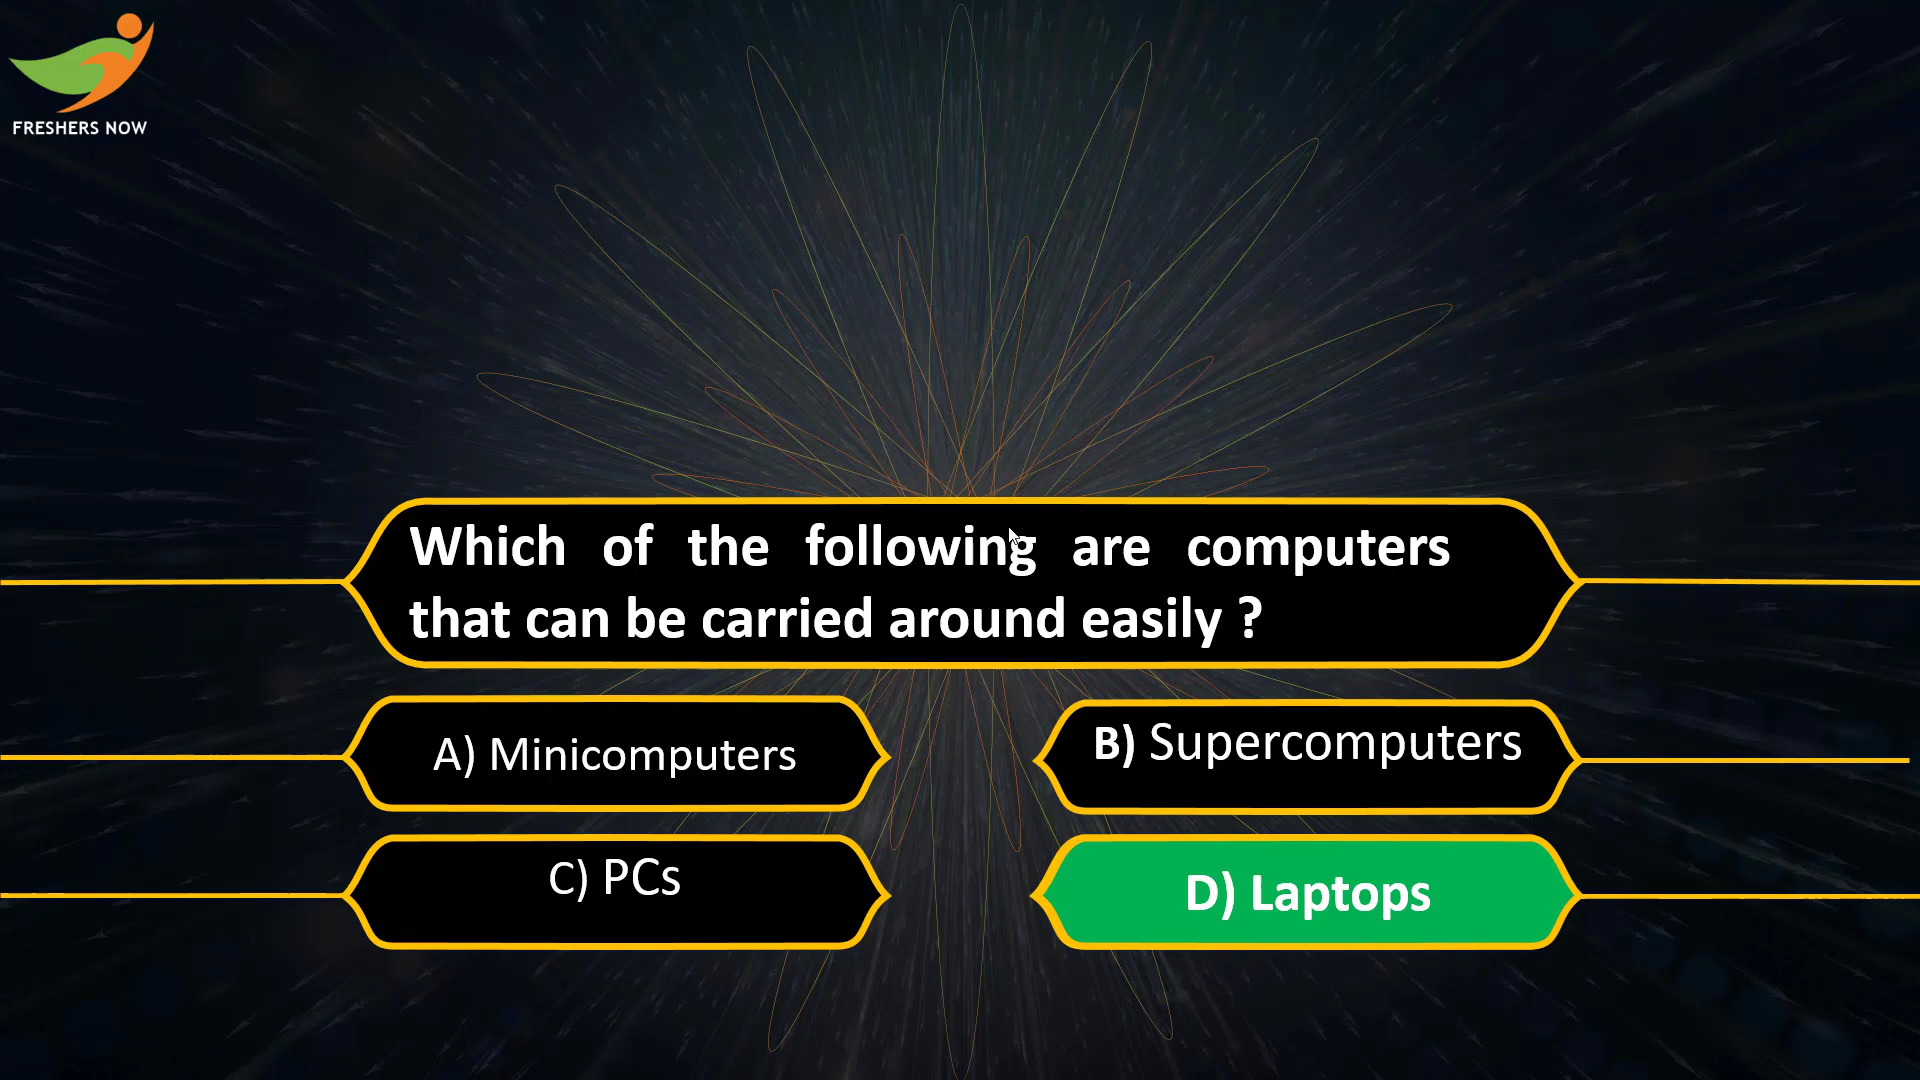 FRESHERS NOW
Which of the following are computers
that can be carried around easily ?
A) Minicomputers
B) Supercomputers
C) PCs
D) Laptops